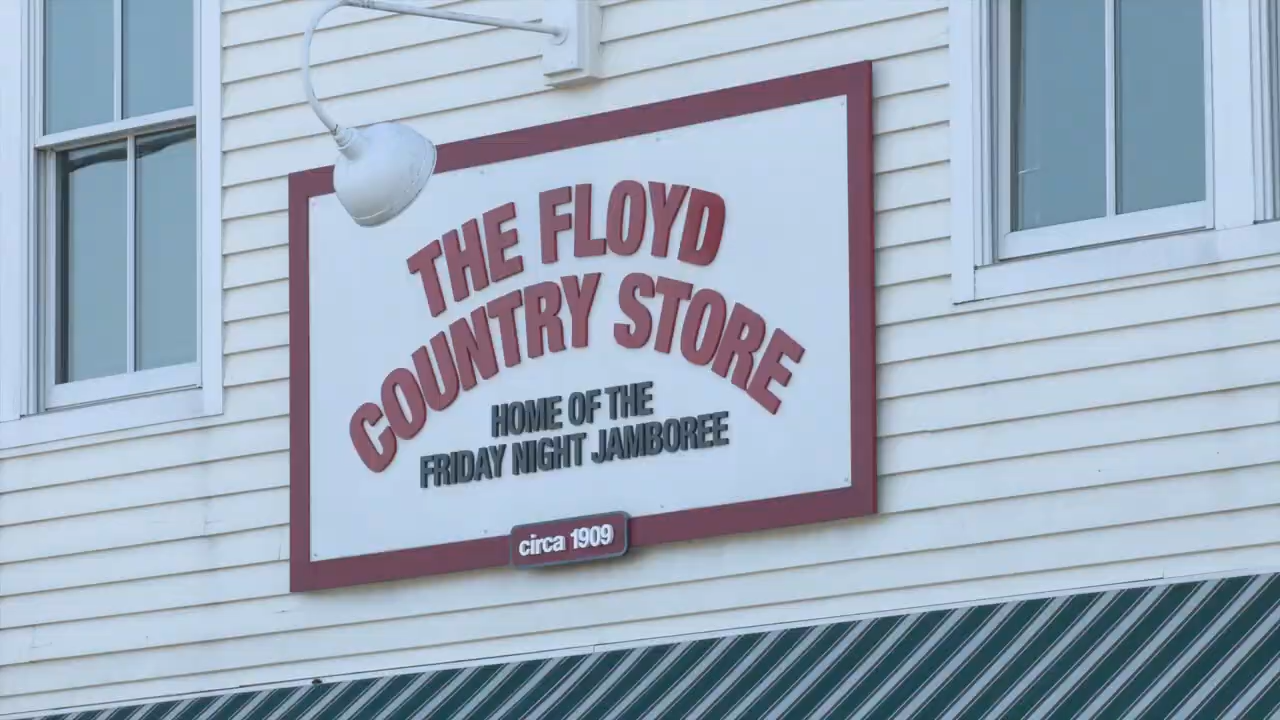 THE FLOYD
COUNTRY STORE
HOME OF THE
FRIDAY NIGHT JAMBOREE
circa 1909